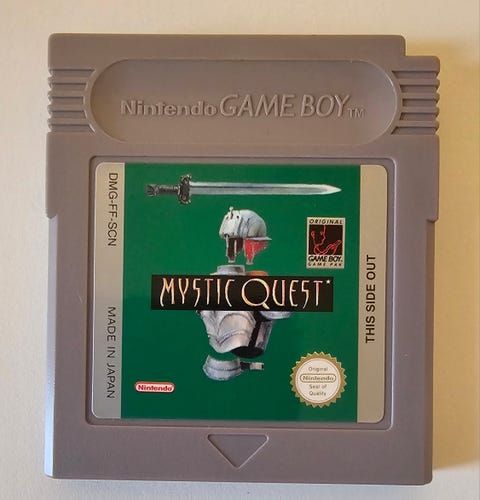 Nintendo GAME BOY™
DMG-FF-SCN
MADE IN JAPAN
ORIGINAL
GAME BOY
GAME PAK
MYSTIC QUEST
THIS SIDE OUT
Nintendo
Original
Nintendo
Seal of
Quality